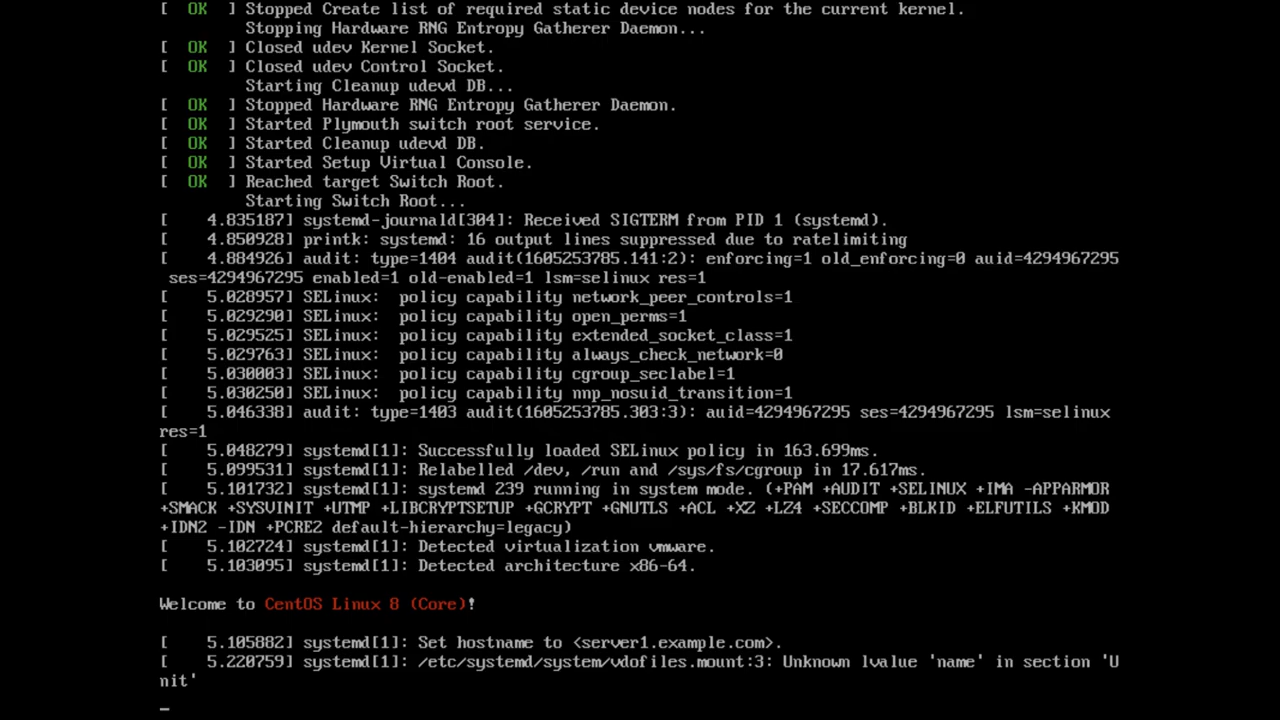 [  OK  ] Stopped Create list of required static device nodes for the current kernel.
         Stopping Hardware RNG Entropy Gatherer Daemon...
[  OK  ] Closed udev Kernel Socket.
[  OK  ] Closed udev Control Socket.
         Starting Cleanup udevd DB...
[  OK  ] Stopped Hardware RNG Entropy Gatherer Daemon.
[  OK  ] Started Plymouth switch root service.
[  OK  ] Started Cleanup udevd DB.
[  OK  ] Started Setup Virtual Console.
[  OK  ] Reached target Switch Root.
         Starting Switch Root...
[    4.835187] systemd-journald[304]: Received SIGTERM from PID 1 (systemd).
[    4.850928] printk: systemd: 16 output lines suppressed due to ratelimiting
[    4.884926] audit: type=1404 audit(1605253785.141:2): enforcing=1 old_enforcing=0 auid=4294967295
 ses=4294967295 enabled=1 old-enabled=1 lsm=selinux res=1
[    5.028957] SELinux:  policy capability network_peer_controls=1
[    5.029290] SELinux:  policy capability open_perms=1
[    5.029525] SELinux:  policy capability extended_socket_class=1
[    5.029763] SELinux:  policy capability always_check_network=0
[    5.030003] SELinux:  policy capability cgroup_seclabel=1
[    5.030250] SELinux:  policy capability nnp_nosuid_transition=1
[    5.046338] audit: type=1403 audit(1605253785.303:3): auid=4294967295 ses=4294967295 lsm=selinux
res=1
[    5.048279] systemd[1]: Successfully loaded SELinux policy in 163.699ms.
[    5.099531] systemd[1]: Relabelled /dev, /run and /sys/fs/cgroup in 17.617ms.
[    5.101732] systemd[1]: systemd 239 running in system mode. (+PAM +AUDIT +SELINUX +IMA -APPARMOR
+SMACK +SYSVINIT +UTMP +LIBCRYPTSETUP +GCRYPT +GNUTLS +ACL +XZ +LZ4 +SECCOMP +BLKID +ELFUTILS +KMOD
+IDN2 -IDN +PCRE2 default-hierarchy=legacy)
[    5.102724] systemd[1]: Detected virtualization vmware.
[    5.103095] systemd[1]: Detected architecture x86-64.
Welcome to CentOS Linux 8 (Core)!
[    5.105882] systemd[1]: Set hostname to <server1.example.com>.
[    5.220759] systemd[1]: /etc/systemd/system/vdofiles.mount:3: Unknown lvalue 'name' in section 'U
nit'